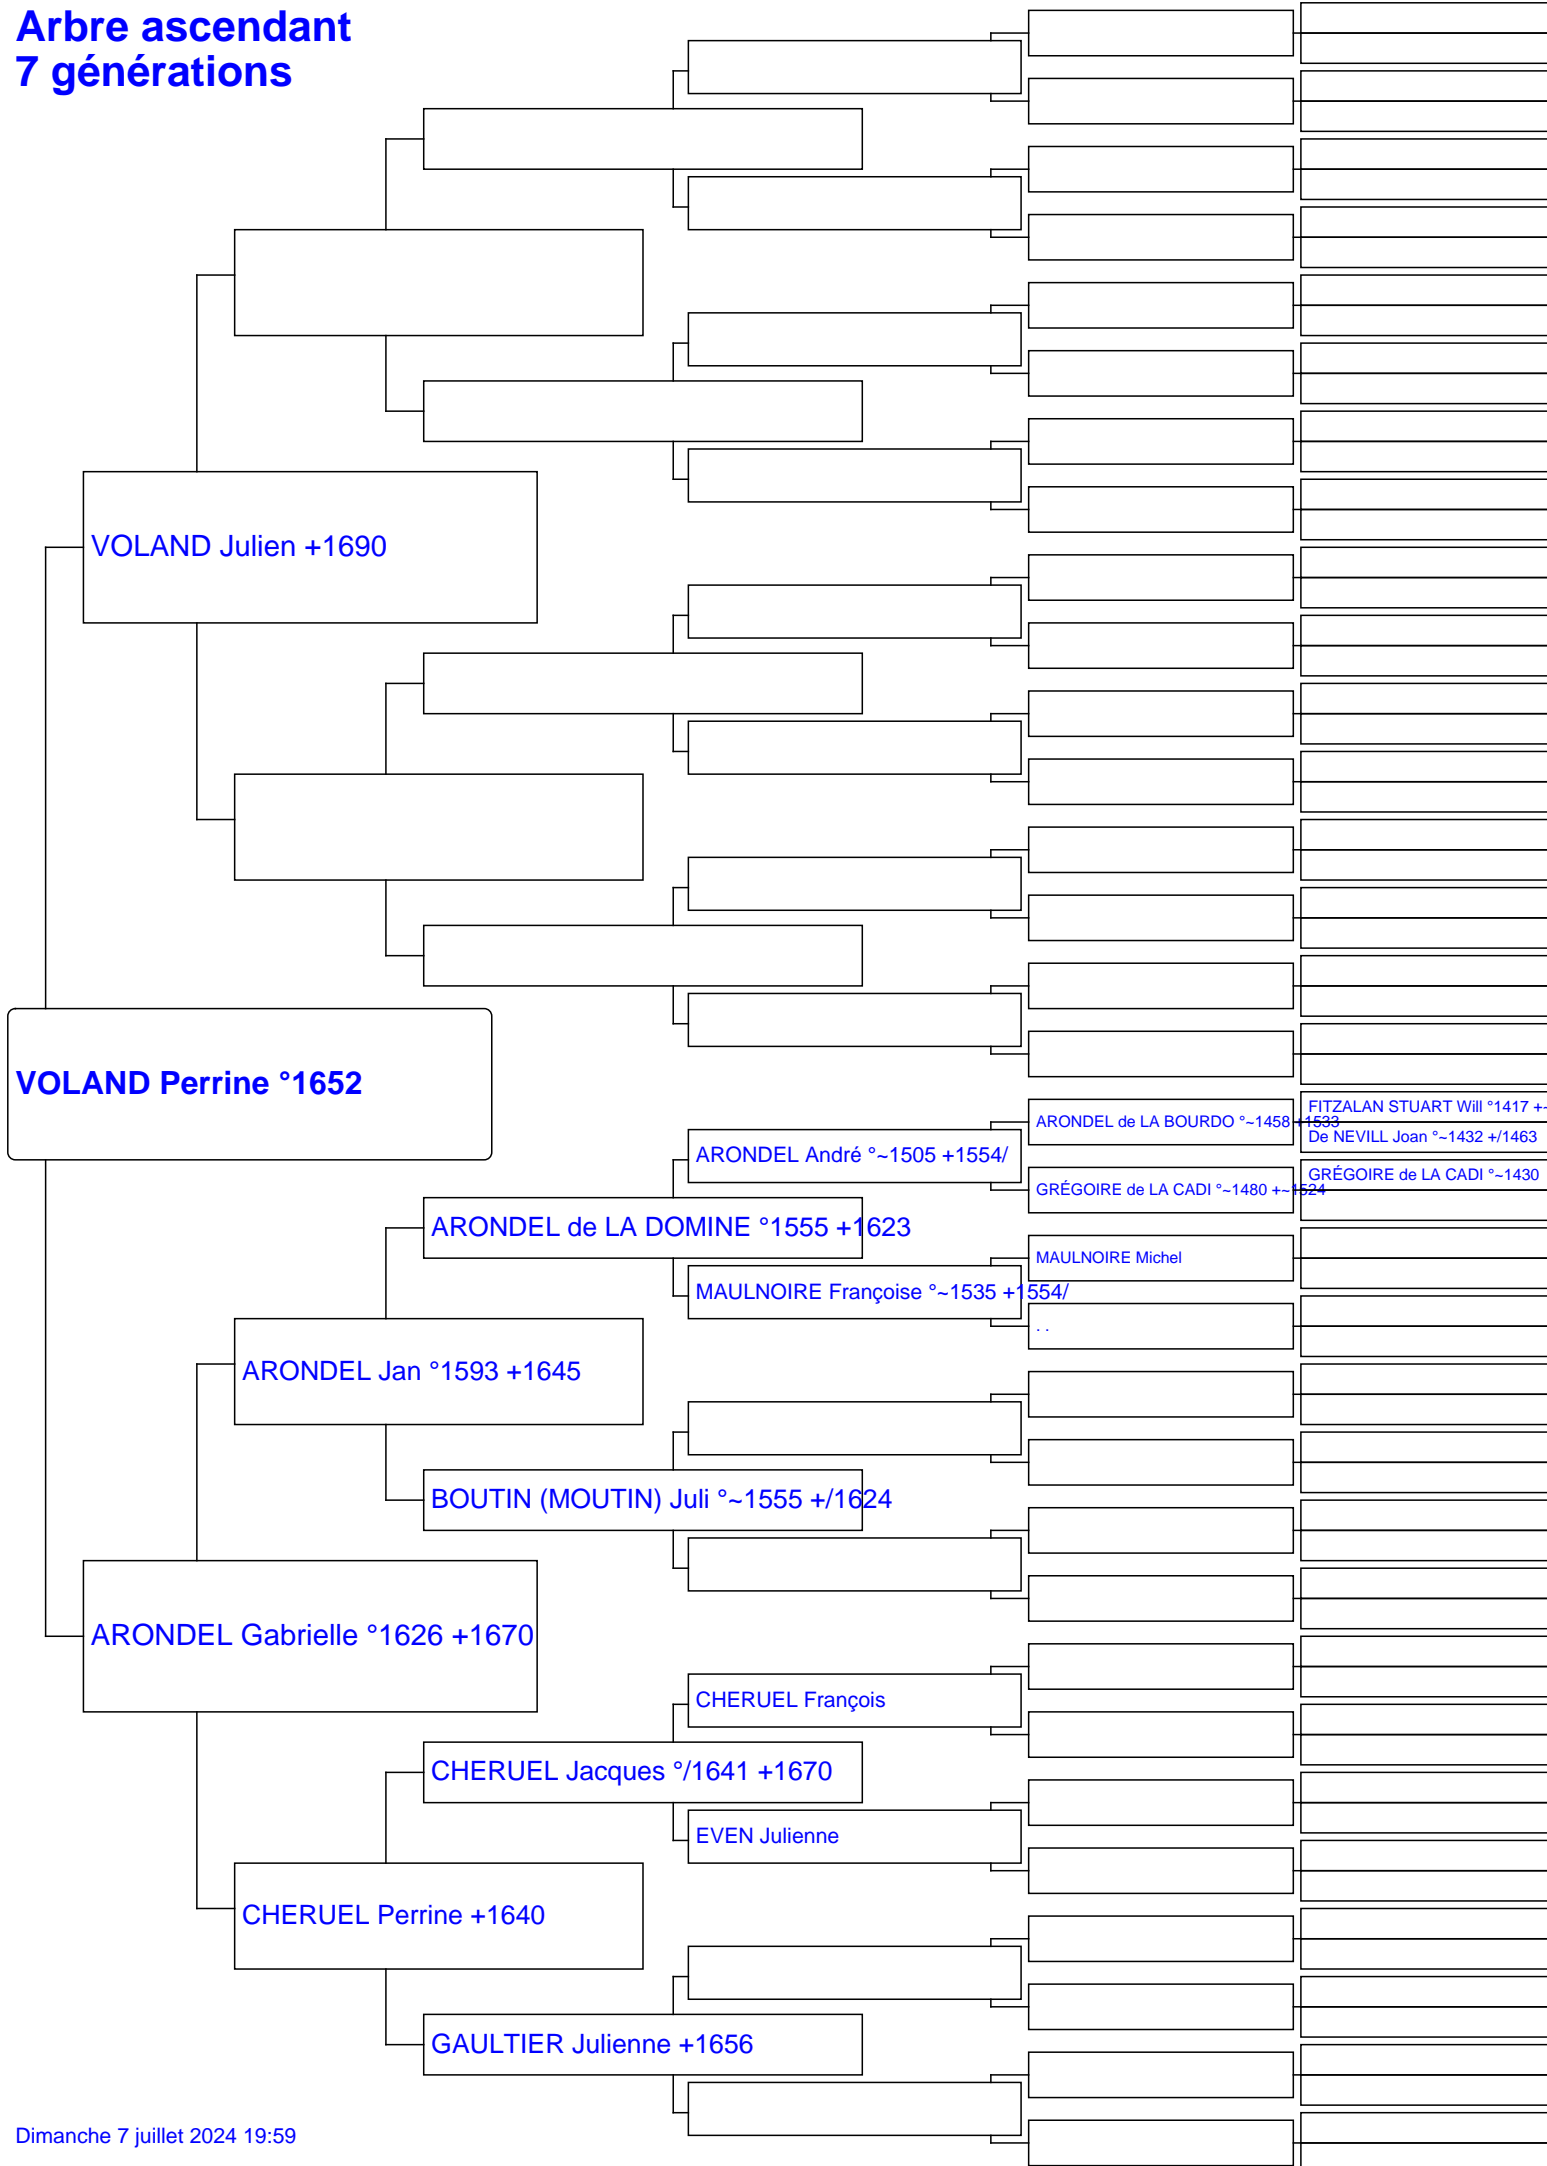 Arbre ascendant
7 générations
VOLAND Julien +1690
VOLAND Perrine °1652
FITZALAN STUART Will °1417 +~
ARONDEL de LA BOURDO °~1458 +1533
De NEVILL Joan °~1432 +/1463
ARONDEL André °~1505 +1554/
GRÉGOIRE de LA CADI °~1430
GRÉGOIRE de LA CADI °~1480 +~1524
ARONDEL de LA DOMINE °1555 +1623
MAULNOIRE Michel
MAULNOIRE Françoise °~1535 +1554/
. .
ARONDEL Jan °1593 +1645
BOUTIN (MOUTIN) Juli °~1555 +/1624
ARONDEL Gabrielle °1626 +1670
CHERUEL François
CHERUEL Jacques °/1641 +1670
EVEN Julienne
CHERUEL Perrine +1640
GAULTIER Julienne +1656
Dimanche 7 juillet 2024 19:59